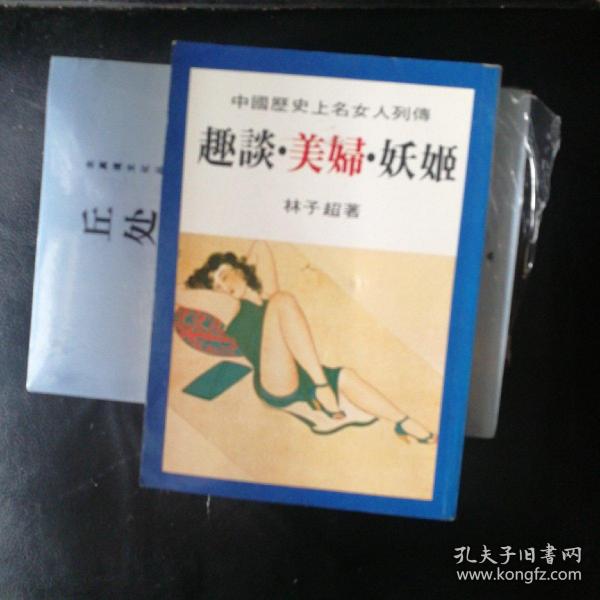 中國歷史上名女人列傳
趣談·美婦·妖姬
林子超著
丘
处
孔夫子旧书网
www.kongfz.com